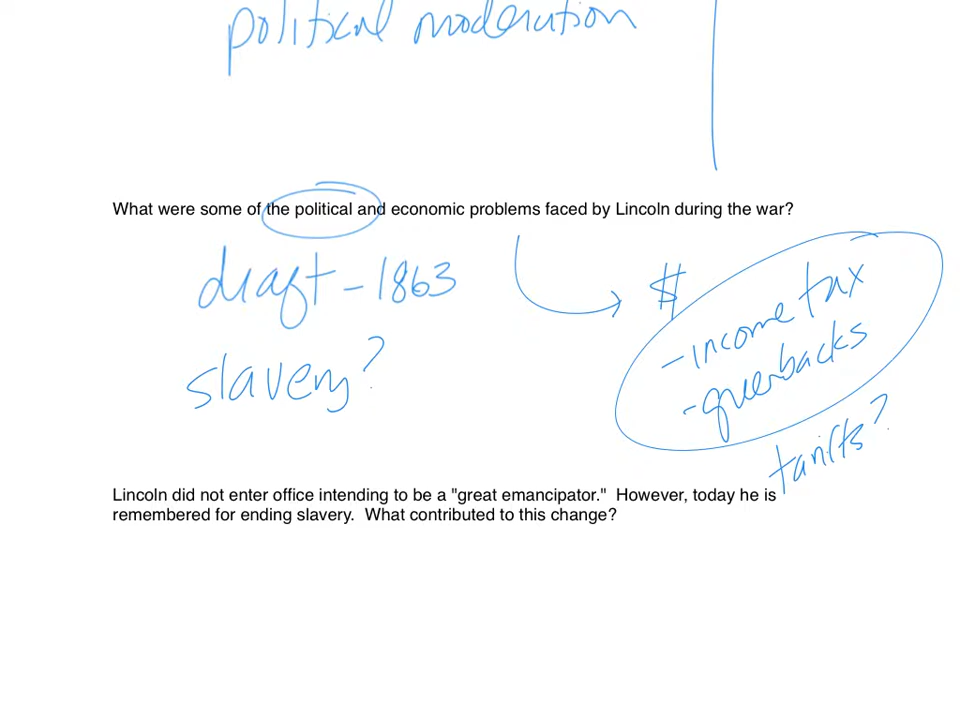 political moderation
What were some of the political and economic problems faced by Lincoln during the war?
draft - 1863
slavery?
$
- income tax
- greenbacks
tariffs?
Lincoln did not enter office intending to be a "great emancipator." However, today he is
remembered for ending slavery. What contributed to this change?